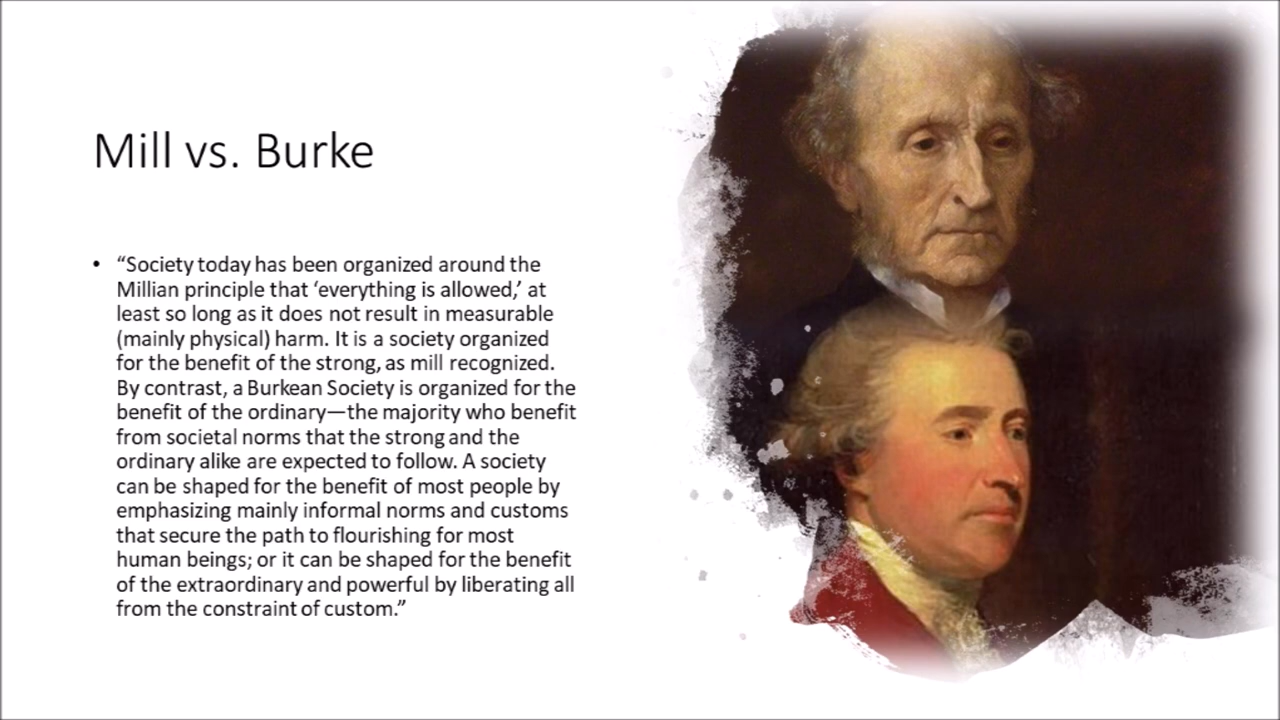 Mill vs. Burke
• “Society today has been organized around the
Millian principle that ‘everything is allowed,’ at
least so long as it does not result in measurable
(mainly physical) harm. It is a society organized
for the benefit of the strong, as mill recognized.
By contrast, a Burkean Society is organized for the
benefit of the ordinary—the majority who benefit
from societal norms that the strong and the
ordinary alike are expected to follow. A society
can be shaped for the benefit of most people by
emphasizing mainly informal norms and customs
that secure the path to flourishing for most
human beings; or it can be shaped for the benefit
of the extraordinary and powerful by liberating all
from the constraint of custom.”